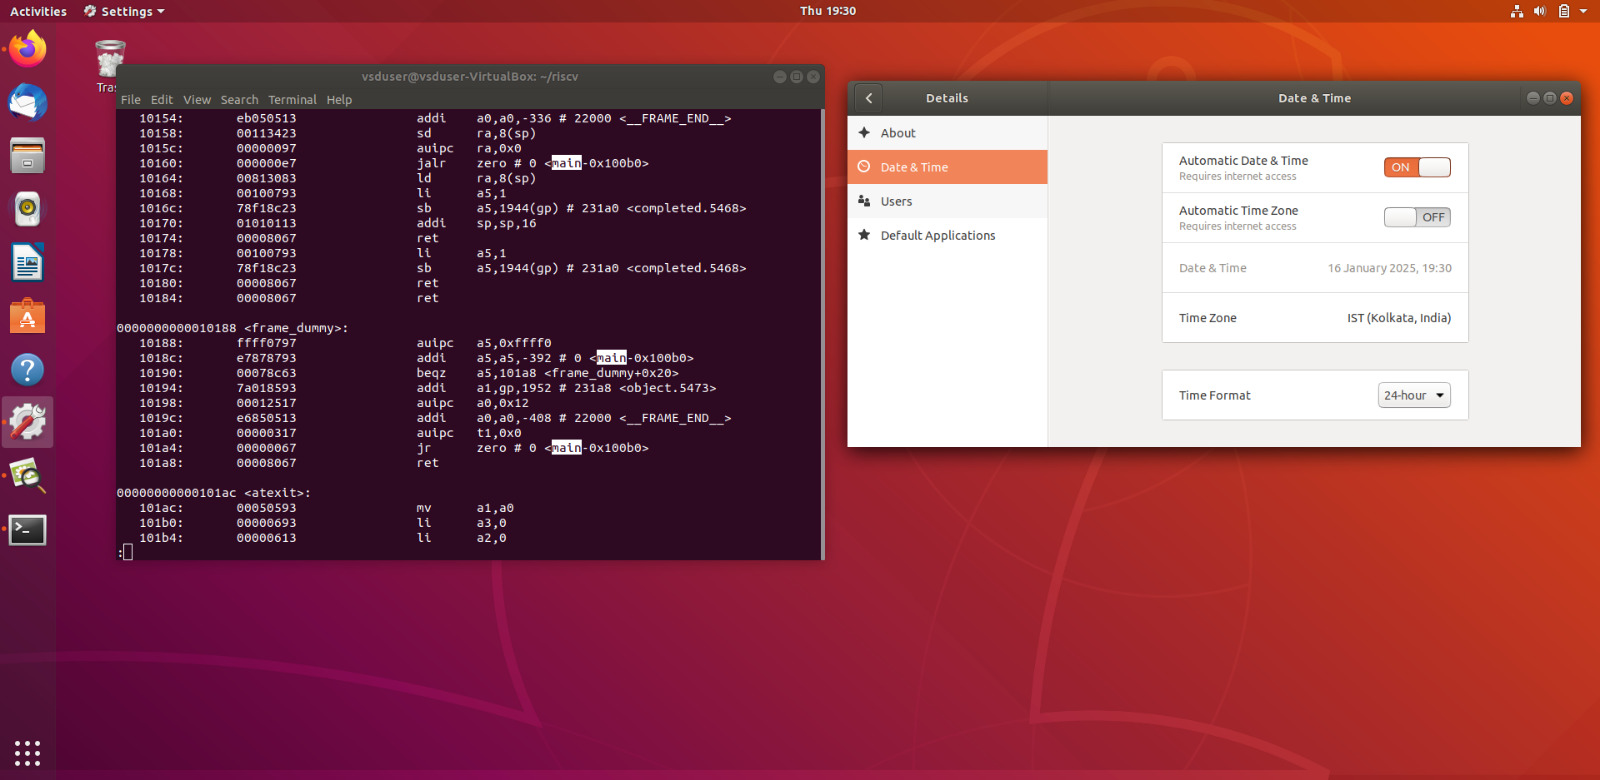 Activities Settings Thu 19:30
Tras
vsduser@vsduser-VirtualBox: ~/riscv
File Edit View Search Terminal Help
10154: eb050513 addi a0,a0,-336 # 22000 <__FRAME_END__>
10158: 00113423 sd ra,8(sp)
1015c: 00000097 auipc ra,0x0
10160: 000000e7 jalr zero # 0 <main-0x100b0>
10164: 00813083 ld ra,8(sp)
10168: 00100793 li a5,1
1016c: 78f18c23 sb a5,1944(gp) # 231a0 <completed.5468>
10170: 01010113 addi sp,sp,16
10174: 00008067 ret
10178: 00100793 li a5,1
1017c: 78f18c23 sb a5,1944(gp) # 231a0 <completed.5468>
10180: 00008067 ret
10184: 00008067 ret
0000000000010188 <frame_dummy>:
10188: ffff0797 auipc a5,0xffff0
1018c: e7878793 addi a5,a5,-392 # 0 <main-0x100b0>
10190: 00078c63 beqz a5,101a8 <frame_dummy+0x20>
10194: 7a018593 addi a1,gp,1952 # 231a8 <object.5473>
10198: 00012517 auipc a0,0x12
1019c: e6850513 addi a0,a0,-408 # 22000 <__FRAME_END__>
101a0: 00000317 auipc t1,0x0
101a4: 00000067 jr zero # 0 <main-0x100b0>
101a8: 00008067 ret
00000000000101ac <atexit>:
101ac: 00050593 mv a1,a0
101b0: 00000693 li a3,0
101b4: 00000613 li a2,0
:
Details Date & Time
About
Date & Time
Users
Default Applications
Automatic Date & Time ON
Requires internet access
Automatic Time Zone OFF
Requires internet access
Date & Time 16 January 2025, 19:30
Time Zone IST (Kolkata, India)
Time Format 24-hour